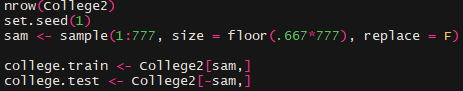 nrow(College2)
set.seed(1)
sam <- sample(1:777, size = floor(.667*777), replace = F)
college.train <- College2[sam,]
college.test <- College2[-sam,]